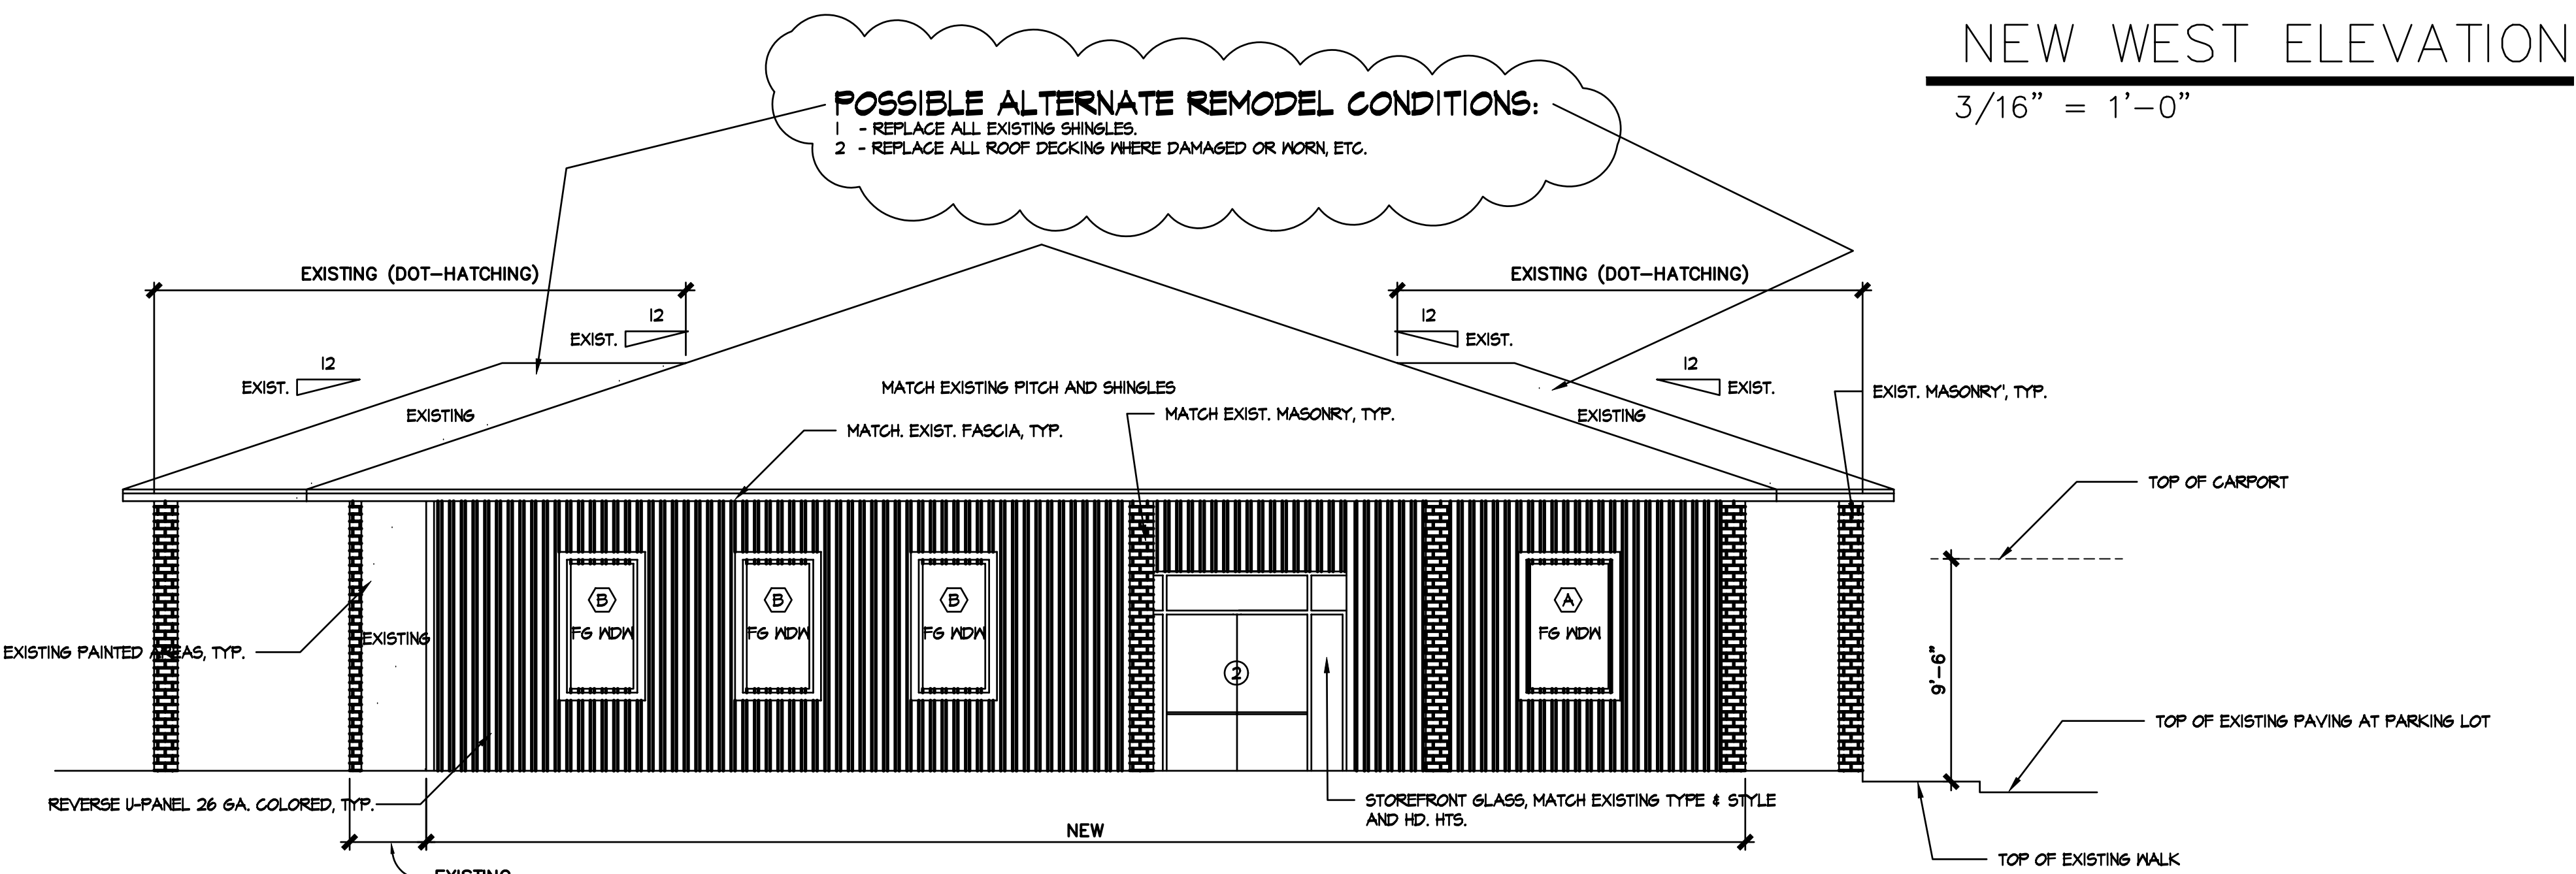 NEW WEST ELEVATION
3/16" = 1'-0"
POSSIBLE ALTERNATE REMODEL CONDITIONS:
1 - REPLACE ALL EXISTING SHINGLES.
2 - REPLACE ALL ROOF DECKING WHERE DAMAGED OR WORN, ETC.
EXISTING (DOT-HATCHING)
EXISTING (DOT-HATCHING)
12
EXIST.
12
EXIST.
12
EXIST.
12
EXIST.
EXISTING
EXISTING
MATCH EXISTING PITCH AND SHINGLES
MATCH EXIST. MASONRY, TYP.
MATCH. EXIST. FASCIA, TYP.
EXIST. MASONRY', TYP.
TOP OF CARPORT
B
FG WDW
B
FG WDW
B
FG WDW
A
FG WDW
2
EXISTING
EXISTING PAINTED AREAS, TYP.
9'-6"
TOP OF EXISTING PAVING AT PARKING LOT
REVERSE U-PANEL 26 GA. COLORED, TYP.
STOREFRONT GLASS, MATCH EXISTING TYPE & STYLE
AND HD. HTS.
NEW
TOP OF EXISTING WALK
EXISTING